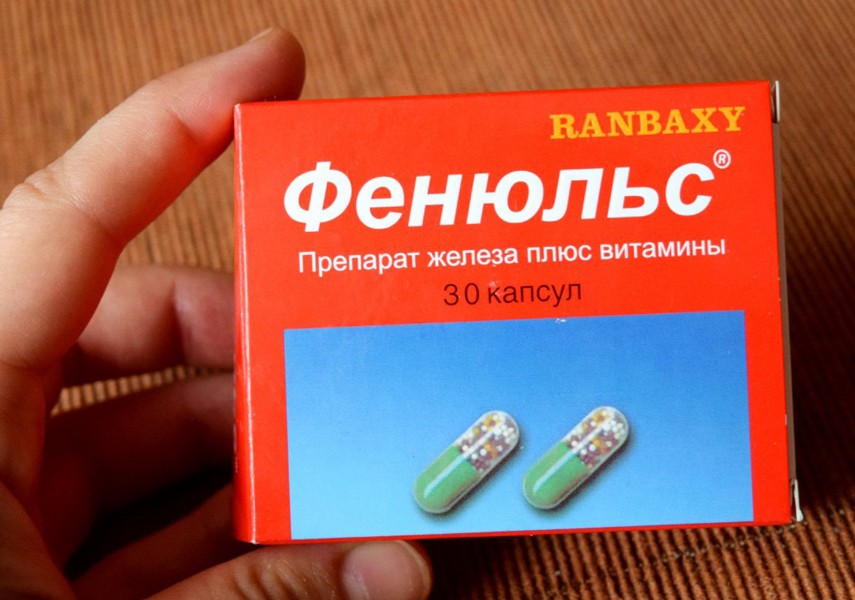 RANBAXY
Фенюльс®
Препарат железа плюс витамины
30 капсул